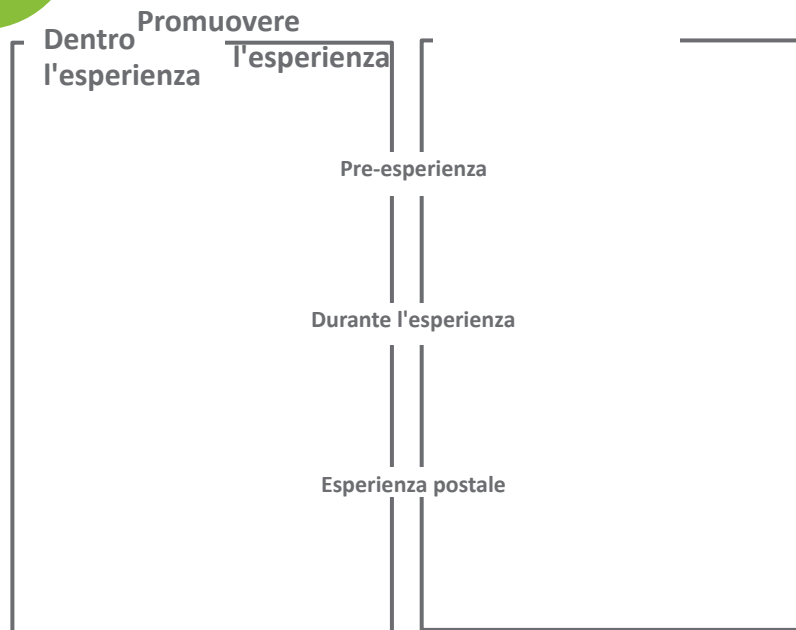 Dentro
l'esperienza
Promuovere
l'esperienza
Pre-esperienza
Durante l'esperienza
Esperienza postale